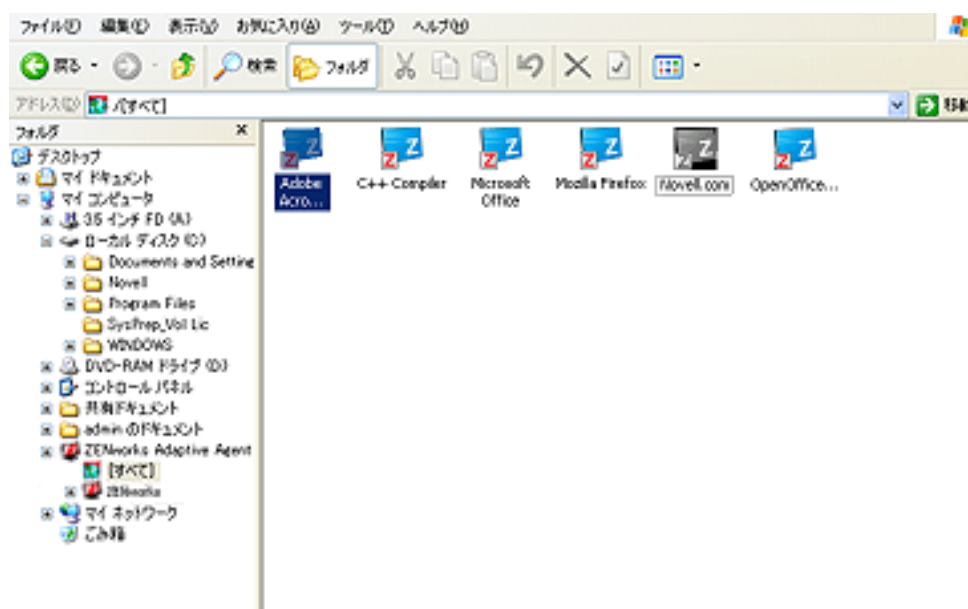 ファイル(F) 編集(E) 表示(V) お気に入り(A) ツール(T) ヘルプ(H)
戻る 検索 フォルダ
アドレス(D) [すべて] 移動
フォルダ x
デスクトップ
マイ ドキュメント
マイ コンピュータ
3.5 インチ FD (A:)
ローカル ディスク (C:)
Documents and Setting
Novell
Program Files
SysPrep_Vol Lic
WINDOWS
DVD-RAM ドライブ (D:)
コントロール パネル
共有ドキュメント
admin のドキュメント
ZENworks Adaptive Agent
[すべて]
ZENworks
マイ ネットワーク
ごみ箱
Adobe
Acro...
C++ Compiler
Microsoft
Office
Mozilla Firefox
Novell.com
OpenOffice...